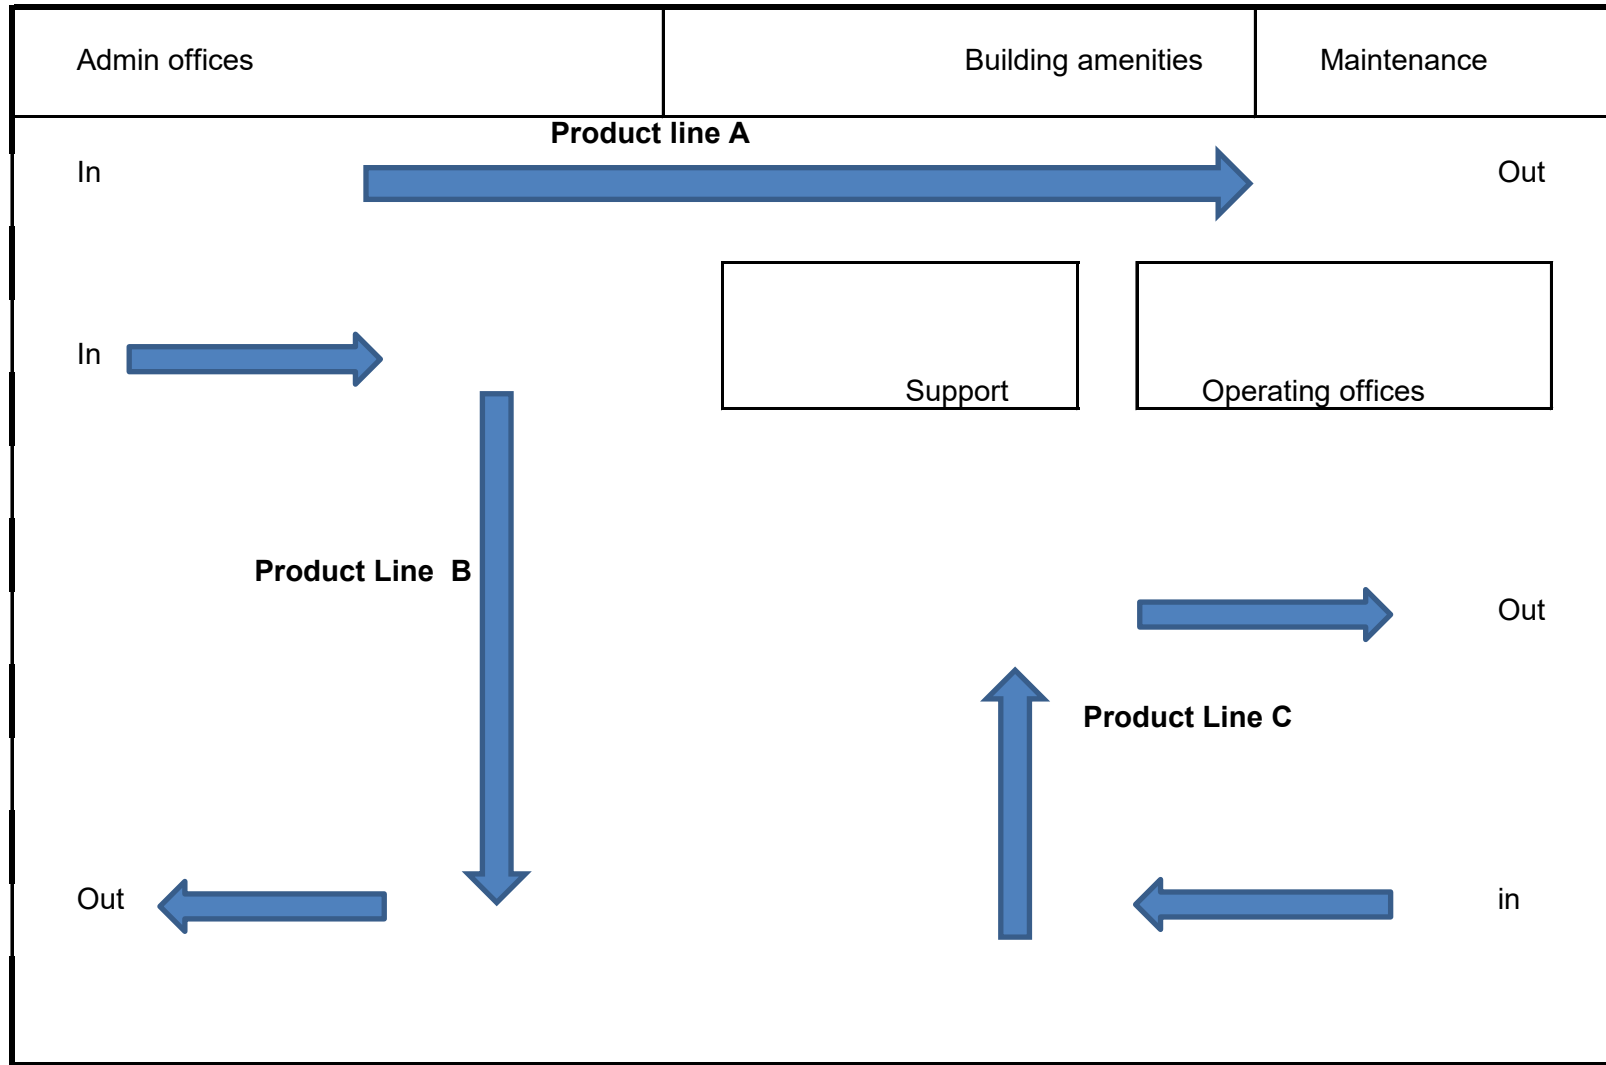 Admin offices
Building amenities
Maintenance
Product line A
In
Out
In
Support
Operating offices
Product Line  B
Out
Product Line C
Out
in